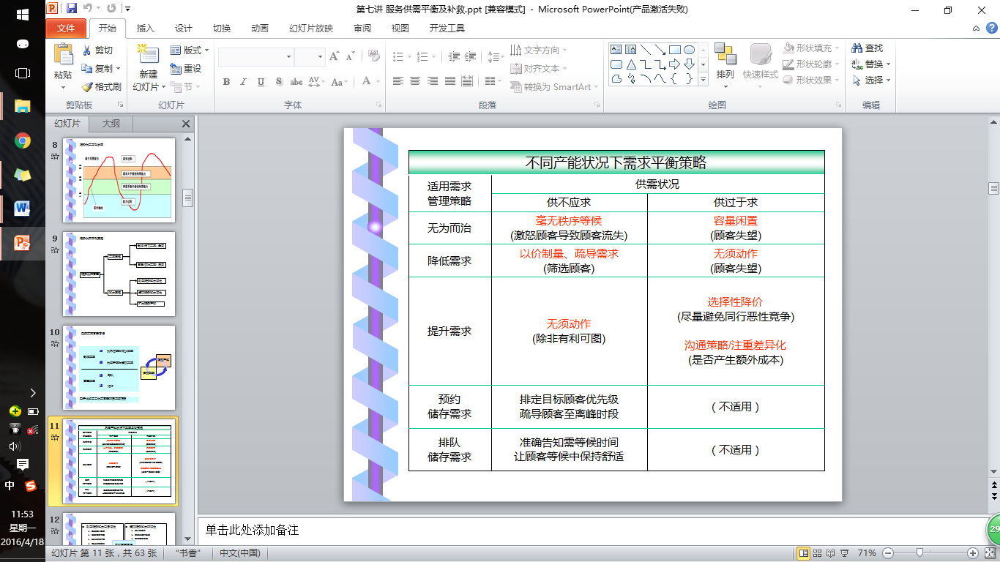 第七讲 服务供需平衡及补救.ppt [兼容模式] - Microsoft PowerPoint(产品激活失败)
文件 开始 插入 设计 切换 动画 幻灯片放映 审阅 视图 开发工具
粘贴
剪切
复制
格式刷
剪贴板
新建
幻灯片
版式
重设
节
幻灯片
B I U S abc AV Aa A
字体
文字方向
对齐文本
转换为 SmartArt
段落
排列
快速样式
形状填充
形状轮廓
形状效果
绘图
查找
替换
选择
编辑
幻灯片 大纲
8
9
10
11
12
不同产能状况下需求平衡策略
适用需求
管理策略
供需状况
供不应求 供过于求
无为而治
毫无秩序等候
(激怒顾客导致顾客流失)
容量闲置
(顾客失望)
降低需求
以价制量、疏导需求
(筛选顾客)
无须动作
(顾客失望)
提升需求
无须动作
(除非有利可图)
选择性降价
(尽量避免同行恶性竞争)
沟通策略/注重差异化
(是否产生额外成本)
预约
储存需求
排定目标顾客优先级
疏导顾客至离峰时段
( 不适用 )
排队
储存需求
准确告知需等候时间
让顾客等候中保持舒适
( 不适用 )
单击此处添加备注
幻灯片 第 11 张，共 63 张 “书香” 中文(中国) 71%
中
11:53
星期一
2016/4/18
29